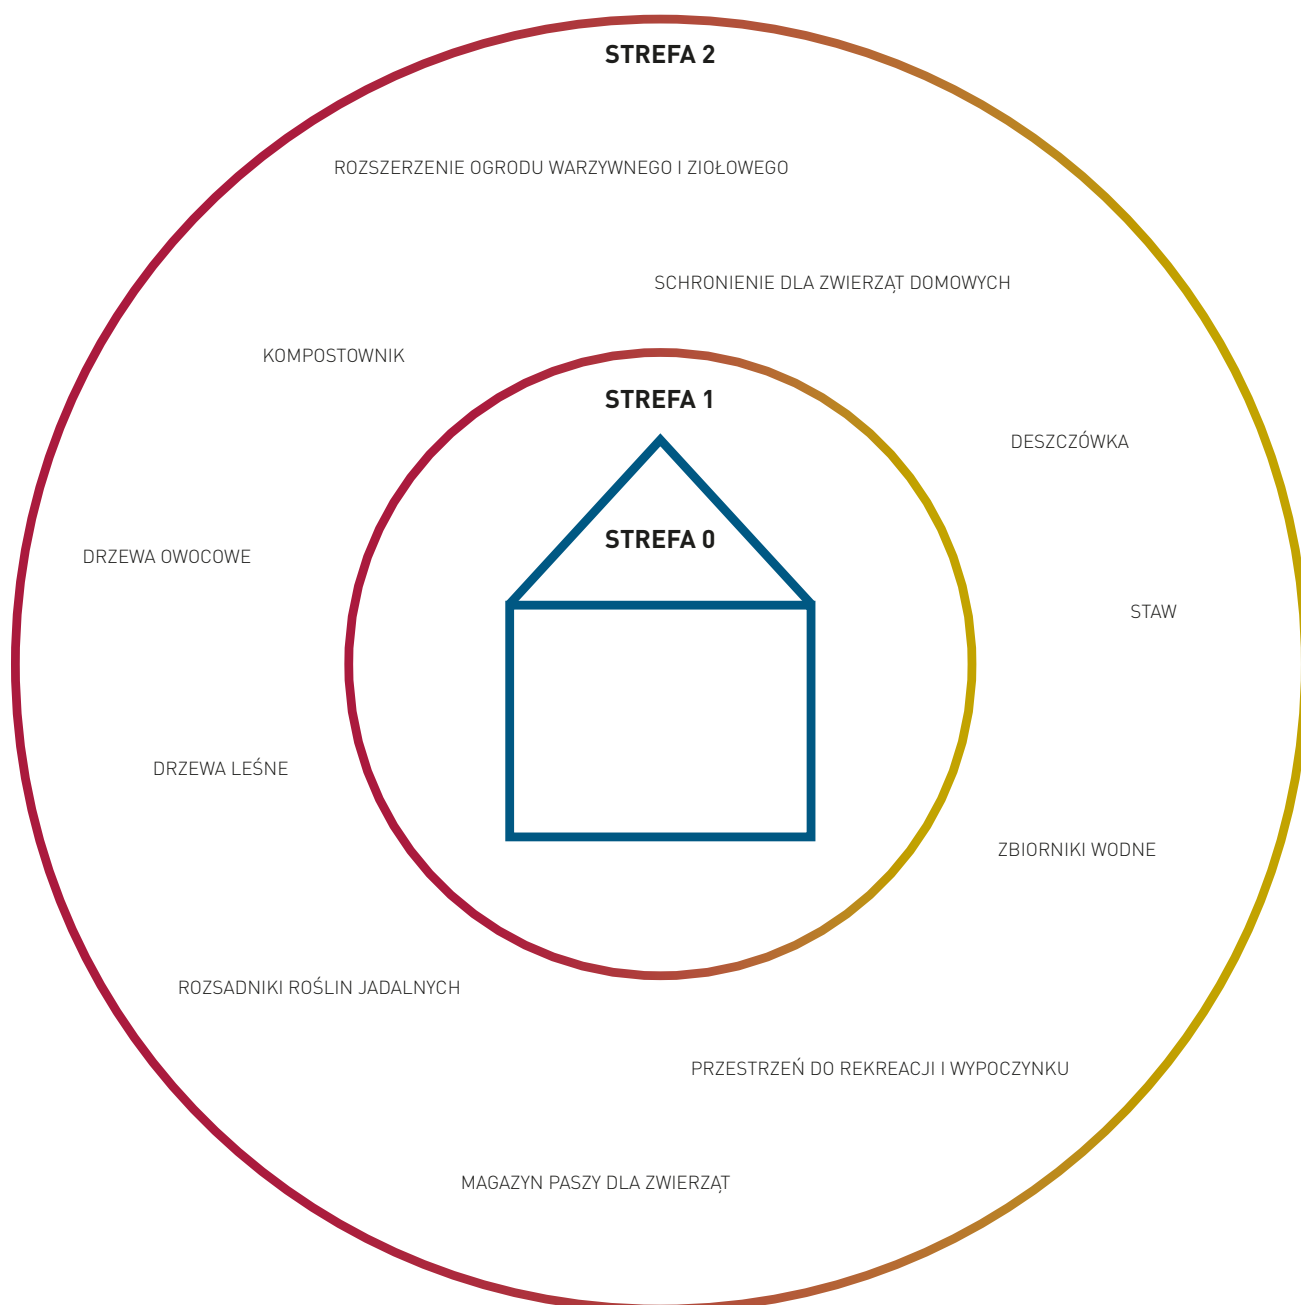 STREFA 2
ROZSZERZENIE OGRODU WARZYWNEGO I ZIOŁOWEGO
SCHRONIENIE DLA ZWIERZĄT DOMOWYCH
KOMPOSTOWNIK
STREFA 1
DESZCZÓWKA
STREFA 0
DRZEWA OWOCOWE
STAW
DRZEWA LEŚNE
ZBIORNIKI WODNE
ROZSADNIKI ROŚLIN JADALNYCH
PRZESTRZEŃ DO REKREACJI I WYPOCZYNKU
MAGAZYN PASZY DLA ZWIERZĄT